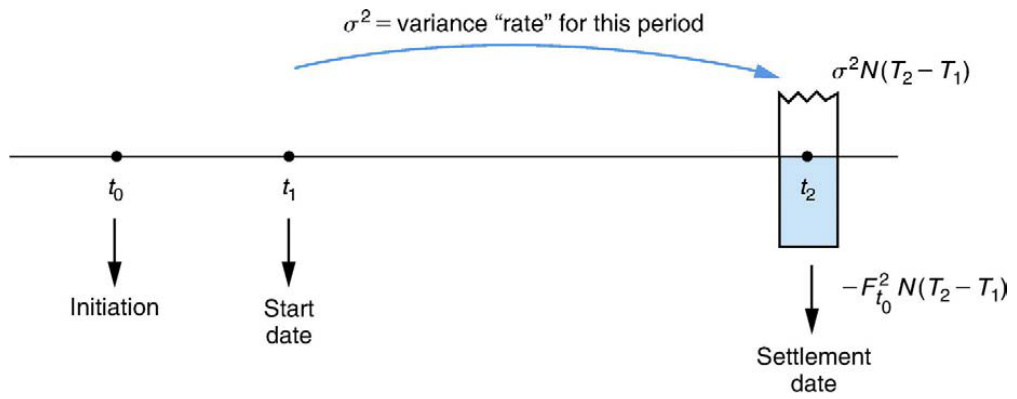 σ² = variance “rate” for this period
σ²N(T₂ − T₁)
t₀
t₁
t₂
−F²ₜ₀ N(T₂ − T₁)
Initiation
Start
date
Settlement
date